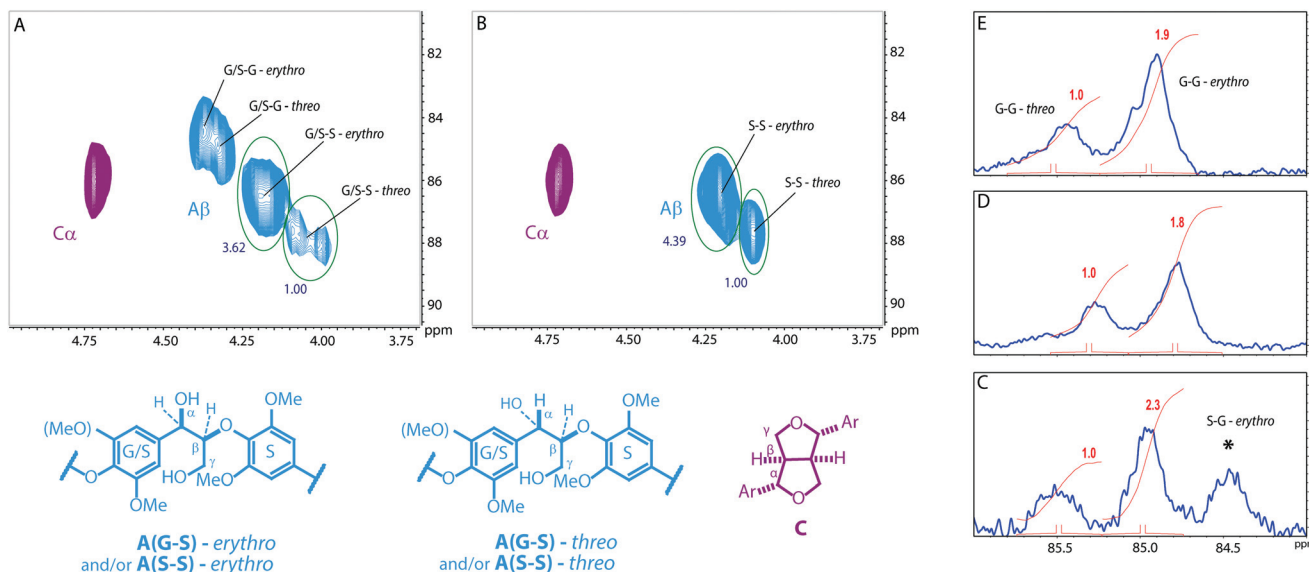 A
G/S-G - erythro
G/S-G - threo
G/S-S - erythro
G/S-S - threo
Aβ
Cα
3.62
1.00
82
84
86
88
90
ppm
4.75 4.50 4.25 4.00 3.75
B
S-S - erythro
S-S - threo
Aβ
Cα
4.39
1.00
82
84
86
88
90
ppm
4.75 4.50 4.25 4.00 3.75
E
1.9
G-G - threo
1.0
G-G - erythro
D
1.8
1.0
C
2.3
S-G - erythro
1.0
*
85.5 85.0 84.5 ppm
OH
H
α
H
OMe
(MeO)
O
G/S
β
S
γ
HO
MeO
O
OMe
A(G-S) - erythro
and/or A(S-S) - erythro
H
HO
α
H
OMe
(MeO)
O
G/S
β
S
γ
HO
MeO
O
OMe
A(G-S) - threo
and/or A(S-S) - threo
O
Ar
γ
β
H
H
α
Ar
O
C